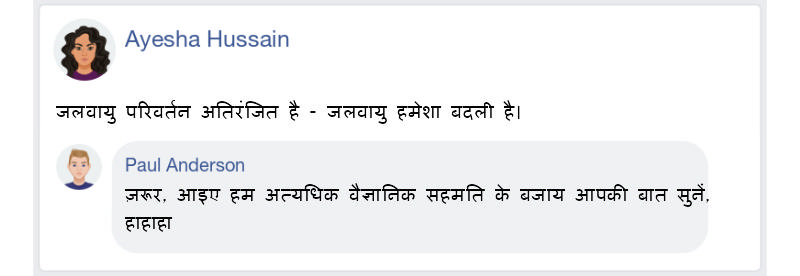 Ayesha Hussain
जलवायु परिवर्तन अतिरंजित है - जलवायु हमेशा बदली है।
Paul Anderson
ज़रूर, आइए हम अत्यधिक वैज्ञानिक सहमति के बजाय आपकी बात सुनें,
हाहाहा